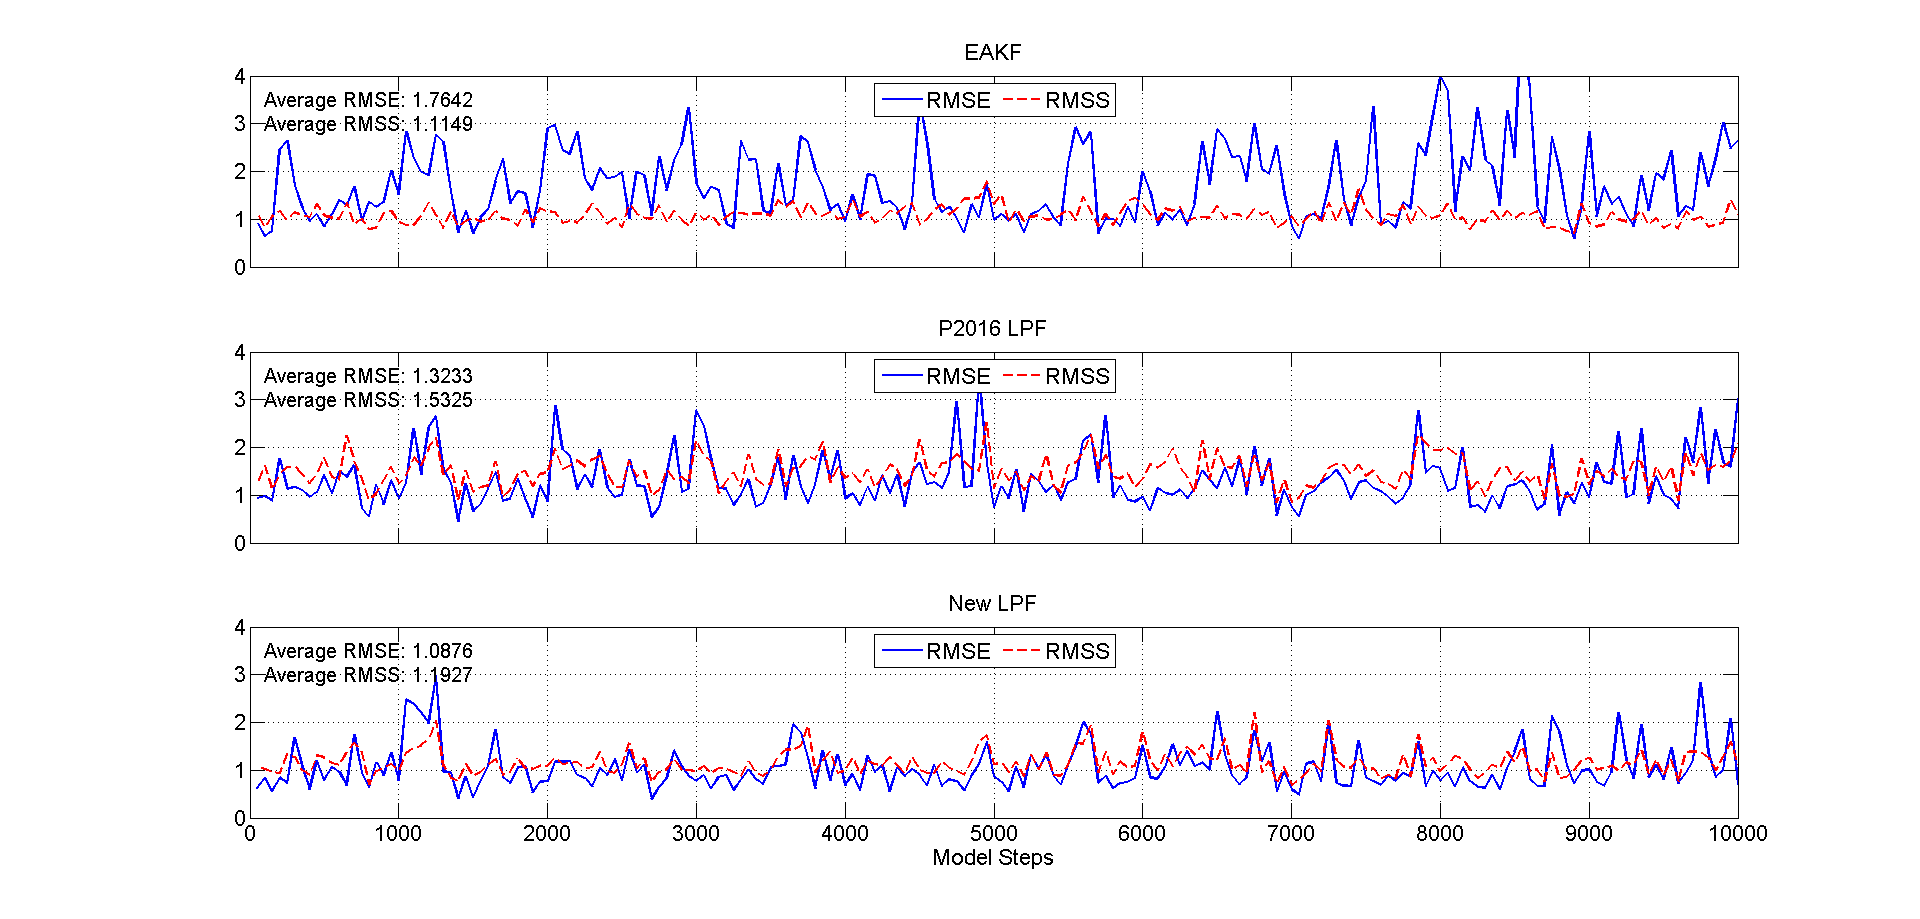 EAKF
4
Average RMSE: 1.7642
RMSE RMSS
3
Average RMSS: 1.1149
2
1
0
P2016 LPF
4
Average RMSE: 1.3233
RMSE RMSS
3
Average RMSS: 1.5325
2
1
0
New LPF
4
Average RMSE: 1.0876
RMSE RMSS
3
Average RMSS: 1.1927
2
1
0
0 1000 2000 3000 4000 5000 6000 7000 8000 9000 10000
Model Steps